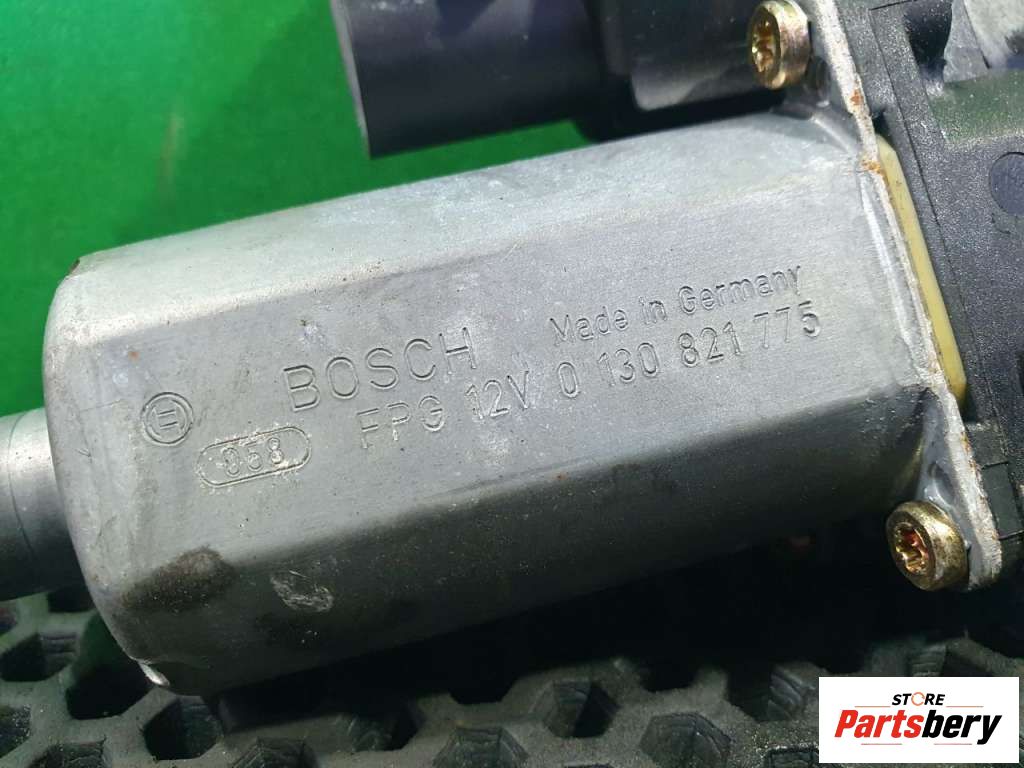 BOSCH
Made in Germany
058
FPG 12V 0 130 821 775
STORE
Partsbery